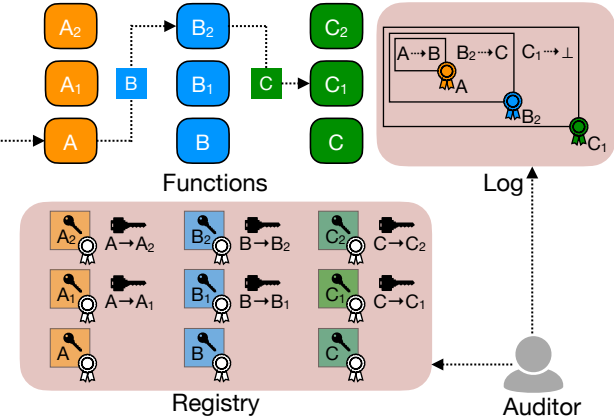 A₂ B₂ C₂
A⇢B B₂⇢C C₁⇢⊥
A₁ B B₁ C C₁
A
B₂
A B C
C₁
Functions Log
A₂ A→A₂ B₂ B→B₂ C₂ C→C₂
A₁ A→A₁ B₁ B→B₁ C₁ C→C₁
A B C
Registry
Auditor